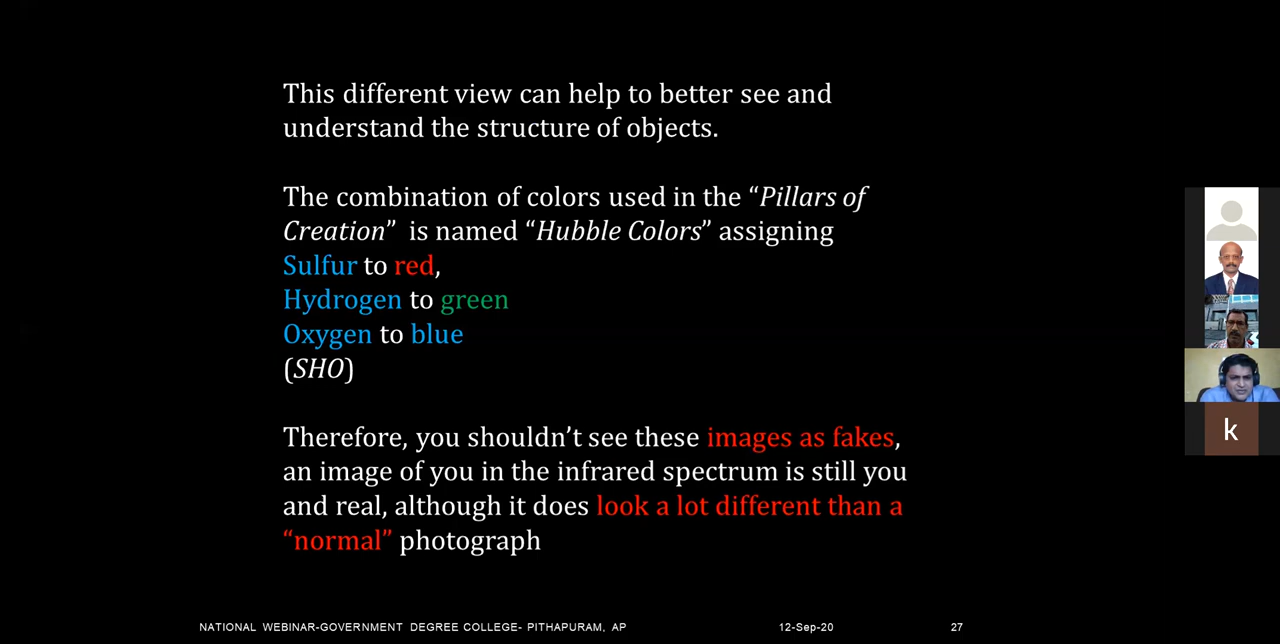 This different view can help to better see and
understand the structure of objects.
The combination of colors used in the “Pillars of
Creation”  is named “Hubble Colors” assigning
Sulfur to red,
Hydrogen to green
Oxygen to blue
(SHO)
Therefore, you shouldn’t see these images as fakes,
an image of you in the infrared spectrum is still you
and real, although it does look a lot different than a
“normal” photograph
k
NATIONAL WEBINAR-GOVERNMENT DEGREE COLLEGE- PITHAPURAM, AP
12-Sep-20
27